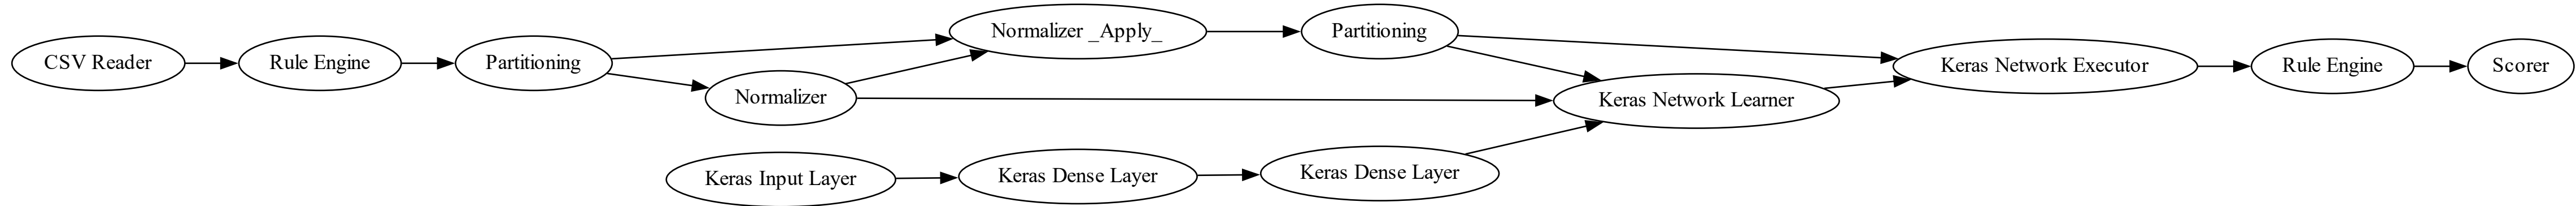 CSV Reader
Rule Engine
Partitioning
Normalizer _Apply_
Normalizer
Partitioning
Keras Input Layer
Keras Dense Layer
Keras Dense Layer
Keras Network Learner
Keras Network Executor
Rule Engine
Scorer